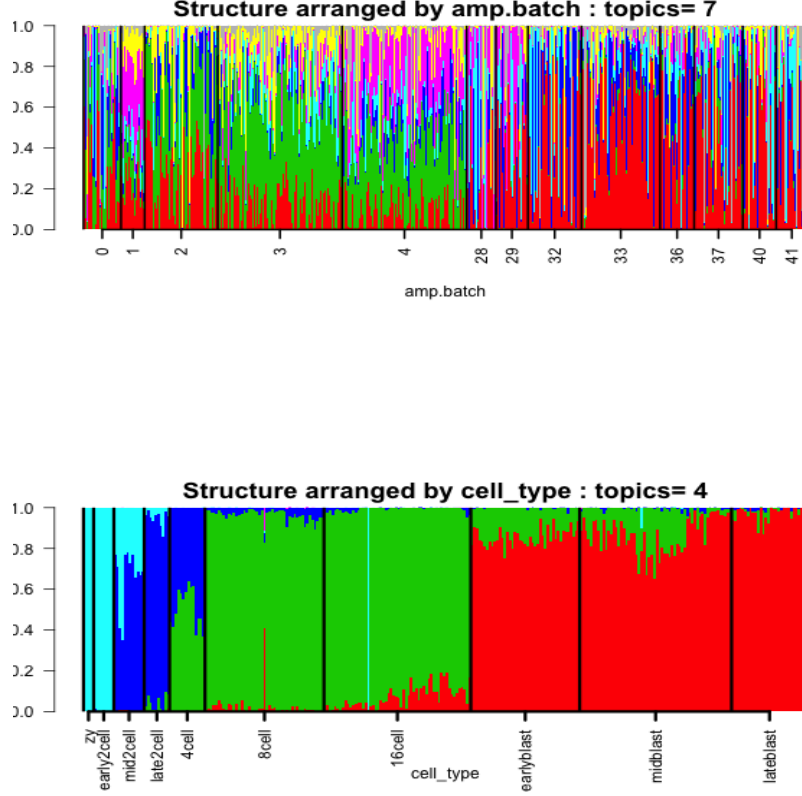 Structure arranged by amp.batch : topics= 7
1.0
0.8
0.6
0.4
0.2
0.0
0 1 2 3 4 28 29 32 33 36 37 40 41
amp.batch
Structure arranged by cell_type : topics= 4
1.0
0.8
0.6
0.4
0.2
0.0
zy early2cell mid2cell late2cell 4cell 8cell 16cell earlyblast midblast lateblast
cell_type